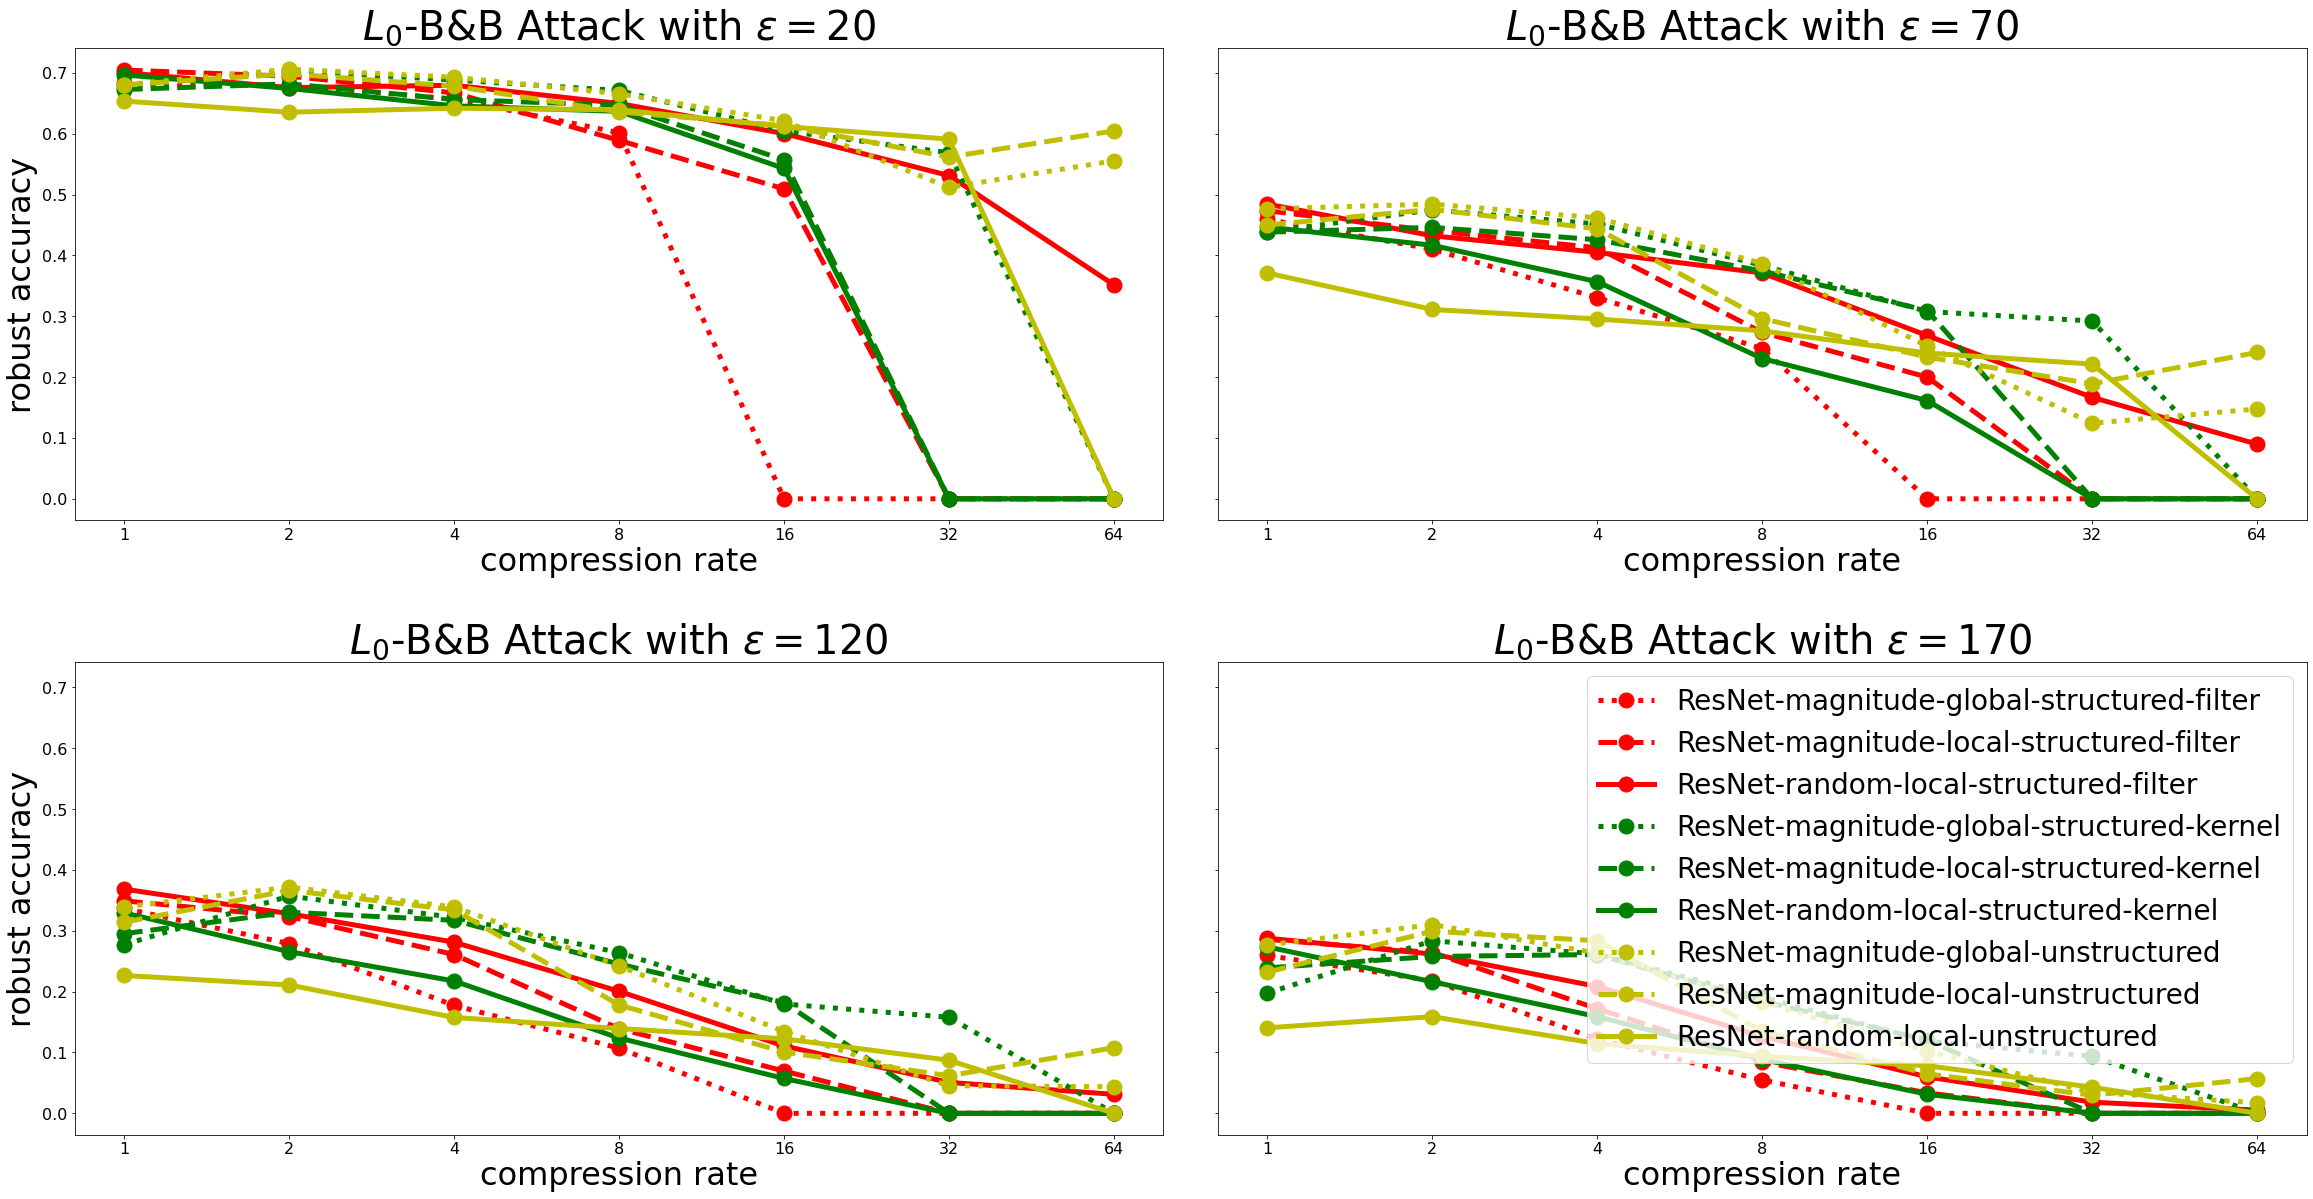 L₀-B&B Attack with ε = 20
L₀-B&B Attack with ε = 70
robust accuracy
0.7
0.6
0.5
0.4
0.3
0.2
0.1
0.0
1 2 4 8 16 32 64
compression rate
1 2 4 8 16 32 64
compression rate
L₀-B&B Attack with ε = 120
L₀-B&B Attack with ε = 170
robust accuracy
0.7
0.6
0.5
0.4
0.3
0.2
0.1
0.0
1 2 4 8 16 32 64
compression rate
ResNet-magnitude-global-structured-filter
ResNet-magnitude-local-structured-filter
ResNet-random-local-structured-filter
ResNet-magnitude-global-structured-kernel
ResNet-magnitude-local-structured-kernel
ResNet-random-local-structured-kernel
ResNet-magnitude-global-unstructured
ResNet-magnitude-local-unstructured
ResNet-random-local-unstructured
1 2 4 8 16 32 64
compression rate